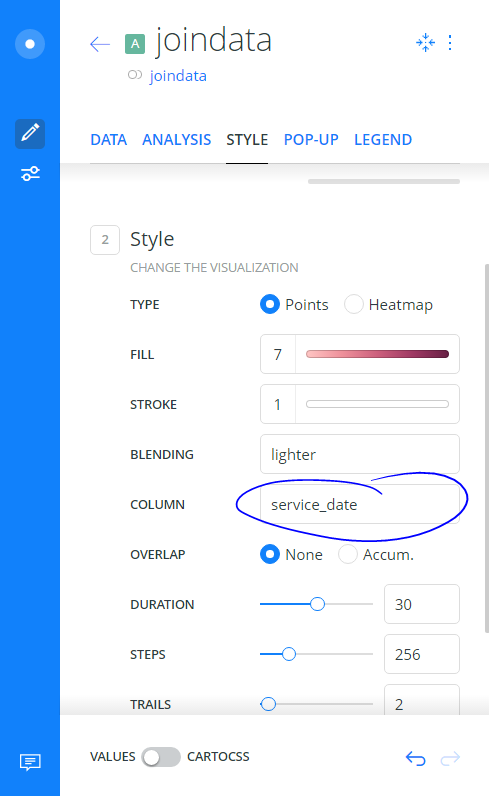 A joindata
joindata
DATA ANALYSIS STYLE POP-UP LEGEND
2 Style
CHANGE THE VISUALIZATION
TYPE Points Heatmap
FILL 7
STROKE 1
BLENDING lighter
COLUMN service_date
OVERLAP None Accum.
DURATION 30
STEPS 256
TRAILS 2
VALUES CARTOCSS